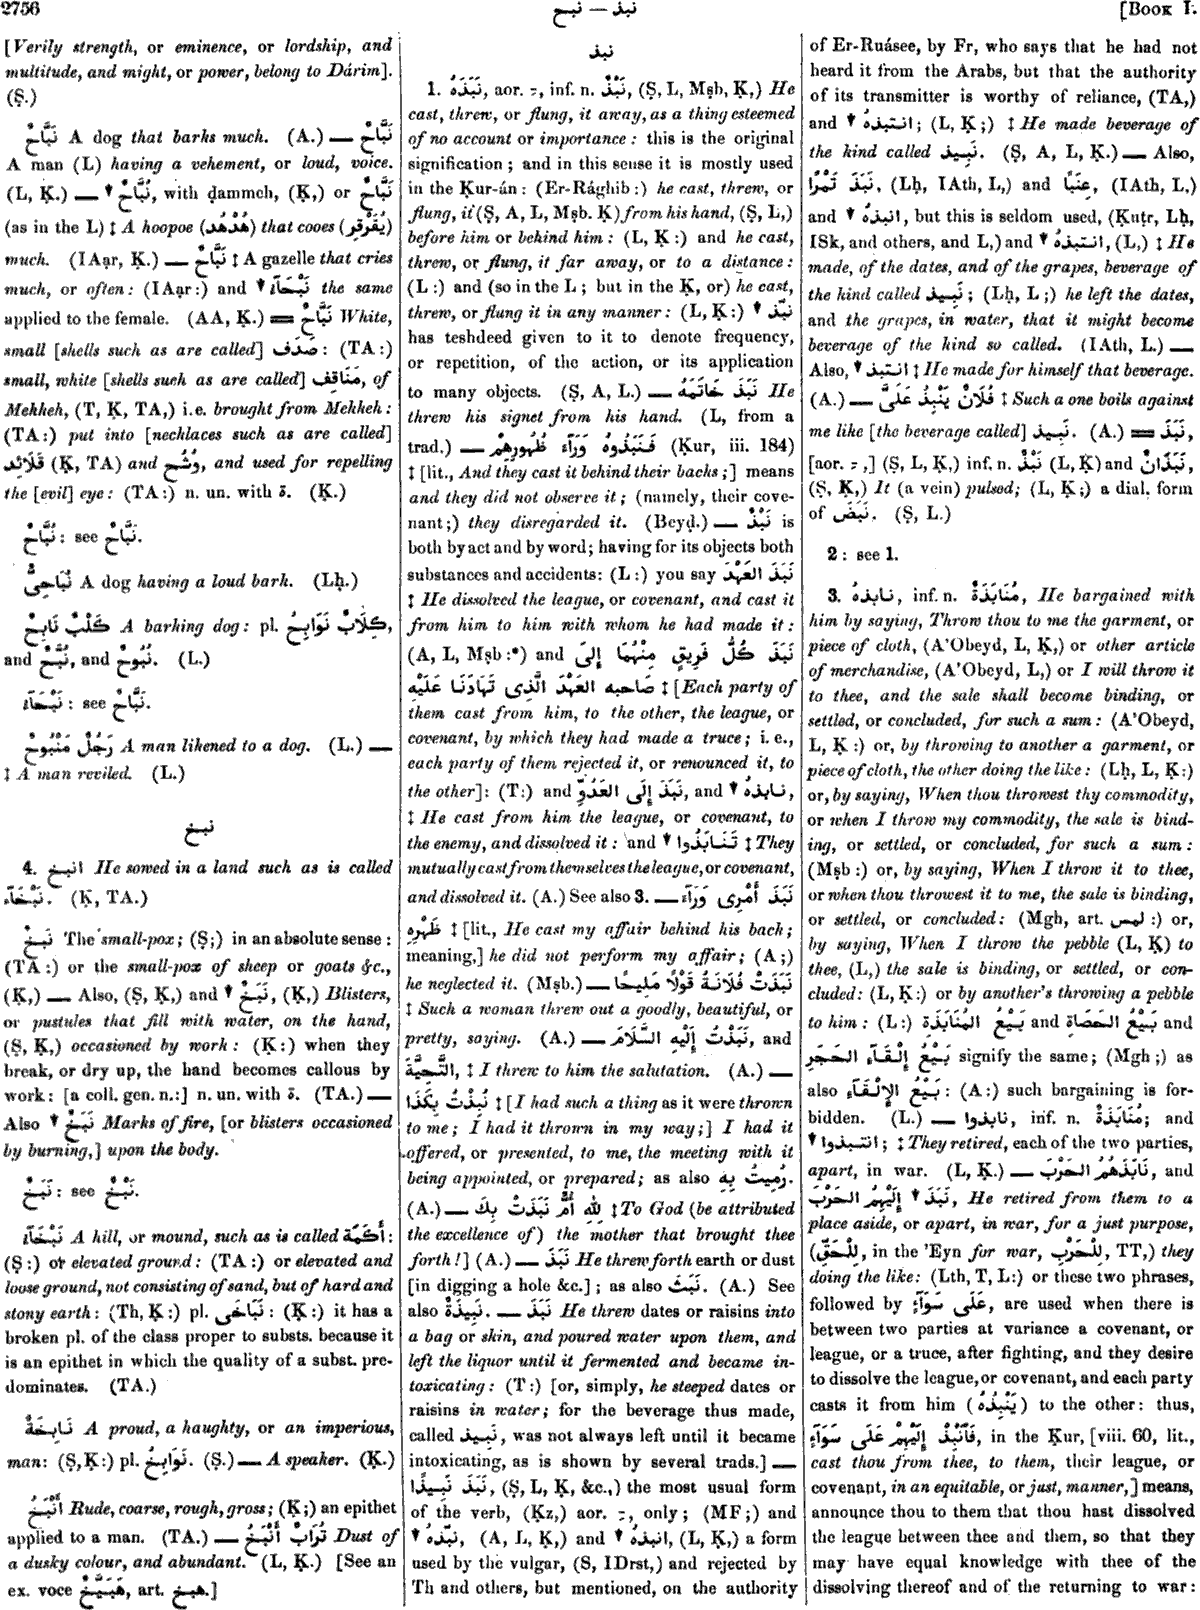 2756
نبذ — نبح
[Book I.
[Verily strength, or eminence, or lordship, and
multitude, and might, or power, belong to Dárim].
(Ṣ.)
نَبَّاحٌ A dog that barks much. (A.) — نَبَّاحٌ
A man (L) having a vehement, or loud, voice.
(L, Ḳ.) — ↑ نُبَّاحٌ, with ḍammeh, (Ḳ,) or نَبَّاحٌ
(as in the L) ‡ A hoopoe (هُدْهُد) that cooes (يُقَرْقِر)
much. (IAạr, Ḳ.) — نَبَّاحٌ ‡ A gazelle that cries
much, or often: (IAạr:) and ↑ نَبْحَآءُ the same
applied to the female. (AA, Ḳ.) = نَبَّاحٌ White,
small [shells such as are called] صَدَف: (TA:)
small, white [shells such as are called] مَنَاقِف, of
Mekkeh, (T, Ḳ, TA,) i.e. brought from Mekkeh:
(TA:) put into [necklaces such as are called]
قَلَائِد (Ḳ, TA) and وُشُح, and used for repelling
the [evil] eye: (TA:) n. un. with ة. (Ḳ.)
نُبَّاحٌ: see نَبَّاحٌ.
نُبَاحِىٌّ A dog having a loud bark. (Lḥ.)
كَلْبٌ نَابِحٌ A barking dog: pl. كِلَابٌ نَوَابِحُ,
and نُبَّحٌ, and نُبُوحٌ. (L.)
نَبْحَآءُ: see نَبَّاحٌ.
رَجُلٌ مَنْبُوحٌ A man likened to a dog. (L.) —
‡ A man reviled. (L.)
نبخ
4. انبخ He sowed in a land such as is called
نَبْخَآء. (Ḳ, TA.)
نَبْخٌ The small-pox; (Ṣ;) in an absolute sense:
(TA:) or the small-pox of sheep or goats &c.,
(Ḳ,) — Also, (Ṣ, Ḳ,) and ↑ نَبَخٌ, (Ḳ,) Blisters,
or pustules that fill with water, on the hand,
(Ṣ, Ḳ,) occasioned by work: (Ḳ:) when they
break, or dry up, the hand becomes callous by
work: [a coll. gen. n.:] n. un. with ة. (TA.) —
Also ↑ نَبَخٌ Marks of fire, [or blisters occasioned
by burning,] upon the body.
نَبَخٌ: see نَبْخٌ.
نَبْخَآءُ A hill, or mound, such as is called أَكَمَة:
(Ṣ:) or elevated ground: (TA:) or elevated and
loose ground, not consisting of sand, but of hard and
stony earth: (Th, Ḳ:) pl. نَبَاخَى: (Ḳ:) it has a
broken pl. of the class proper to substs. because it
is an epithet in which the quality of a subst. pre-
dominates. (TA.)
نَابِخَةٌ A proud, a haughty, or an imperious,
man: (Ṣ, Ḳ:) pl. نَوَابِخُ. (Ṣ.) — A speaker. (Ḳ.)
أَنْبَخُ Rude, coarse, rough, gross; (Ḳ;) an epithet
applied to a man. (TA.) — تُرَابٌ أَنْبَخُ Dust of
a dusky colour, and abundant. (L, Ḳ.) [See an
ex. voce هَبَيَّخٌ, art. هبخ.]
نبذ
1. نَبَذَهُ, aor. ـِ, inf. n. نَبْذٌ, (Ṣ, L, Mṣb, Ḳ,) He
cast, threw, or flung, it away, as a thing esteemed
of no account or importance: this is the original
signification; and in this sense it is mostly used
in the Ḳur-án: (Er-Rághib:) he cast, threw, or
flung, it (Ṣ, A, L, Mṣb. Ḳ) from his hand, (Ṣ, L,)
before him or behind him: (L, Ḳ:) and he cast,
threw, or flung, it far away, or to a distance:
(L:) and (so in the L; but in the Ḳ, or) he cast,
threw, or flung it in any manner: (L, Ḳ:) ↑ نبّذ
has teshdeed given to it to denote frequency,
or repetition, of the action, or its application
to many objects. (Ṣ, A, L.) — نَبَذَ خَاتَمَهُ He
threw his signet from his hand. (L, from a
trad.) — فَنَبَذُوهُ وَرَآءَ ظُهُورِهِمْ (Ḳur, iii. 184)
‡ [lit., And they cast it behind their backs;] means
and they did not observe it; (namely, their cove-
nant;) they disregarded it. (Beyḍ.) — نَبْذٌ is
both by act and by word; having for its objects both
substances and accidents: (L:) you say نَبَذَ العَهْدَ
‡ He dissolved the league, or covenant, and cast it
from him to him with whom he had made it:
(A, L, Mṣb:*) and نَبَذَ كُلُّ فَرِيقٍ مِنْهُمَا إِلىَ
صَاحِبِهِ العَهْدَ الَّذِى تَهَادَنَا عَلَيْهِ ‡ [Each party of
them cast from him, to the other, the league, or
covenant, by which they had made a truce; i. e.,
each party of them rejected it, or renounced it, to
the other]: (T:) and نَبَذَ إِلَى العَدُوِّ, and ↑ نابذهُ,
‡ He cast from him the league, or covenant, to
the enemy, and dissolved it: and ↑ تَنَابَذُوا ‡ They
mutually cast from themselves the league, or covenant,
and dissolved it. (A.) See also 3. — نَبَذَ أَمْرِى وَرَآءَ
ظَهْرِهِ ‡ [lit., He cast my affair behind his back;
meaning,] he did not perform my affair; (A;)
he neglected it. (Mṣb.) — نَبَذَتْ فُلَانَةُ قَوْلًا مَلِيحًا
‡ Such a woman threw out a goodly, beautiful, or
pretty, saying. (A.) — نَبَذْتُ إِلَيْهِ السَّلَامَ, and
التَّحِيَّةَ, ‡ I threw to him the salutation. (A.) —
نُبِذْتُ بِكَذَا ‡ [I had such a thing as it were thrown
to me; I had it thrown in my way;] I had it
offered, or presented, to me, the meeting with it
being appointed, or prepared; as also رُمِيتُ بِهِ.
(A.) — لِلّٰهِ أُمٌّ نَبَذَتْ بِكَ ‡ To God (be attributed
the excellence of) the mother that brought thee
forth!] (A.) — نَبَذَ He threw forth earth or dust
[in digging a hole &c.]; as also نَبَثَ. (A.) See
also نَبِيذَةٌ. — نَبَذَ He threw dates or raisins into
a bag or skin, and poured water upon them, and
left the liquor until it fermented and became in-
toxicating: (T:) [or, simply, he steeped dates or
raisins in water; for the beverage thus made,
called نَبِيذ, was not always left until it became
intoxicating, as is shown by several trads.] —
نَبَذَ نَبِيذًا, (Ṣ, L, Ḳ, &c.,) the most usual form
of the verb, (Ḳz,) aor. ـِ, only; (MF;) and
↑ نبّذهُ, (A, L, Ḳ,) and ↑ انبذهُ, (L, Ḳ,) a form
used by the vulgar, (S, IDrst,) and rejected by
Th and others, but mentioned, on the authority
of Er-Ruásee, by Fr, who says that he had not
heard it from the Arabs, but that the authority
of its transmitter is worthy of reliance, (TA,)
and ↑ انتبذهُ; (L, Ḳ;) ‡ He made beverage of
the kind called نَبِيذ. (Ṣ, A, L, Ḳ.) — Also,
نَبَذَ تَمْرًا, (Lḥ, IAth, L,) and عِنَبًا, (IAth, L.)
and ↑ انبذهُ, but this is seldom used, (Ḳuṭr, Lḥ,
ISk, and others, and L,) and ↑ انتبذهُ, (L,) ‡ He
made, of the dates, and of the grapes, beverage of
the kind called نَبِيذ; (Lḥ, L;) he left the dates,
and the grapes, in water, that it might become
beverage of the kind so called. (IAth, L.) —
Also, ↑ انتبذ ‡ He made for himself that beverage.
(A.) — فُلَانٌ يَنْبِذُ عَلَىَّ ‡ Such a one boils against
me like [the beverage called] نَبِيذ. (A.) = نَبَذَ,
[aor. ـِ,] (Ṣ, L, Ḳ,) inf. n. نَبْذٌ (L, Ḳ) and نَبَذَانٌ,
(Ṣ, Ḳ,) It (a vein) pulsed; (L, Ḳ;) a dial. form
of نَبَضَ. (Ṣ, L.)
2: see 1.
3. نابذهُ, inf. n. مُنَابَذَةٌ, He bargained with
him by saying, Throw thou to me the garment, or
piece of cloth, (A'Obeyd, L, Ḳ,) or other article
of merchandise, (A'Obeyd, L,) or I will throw it
to thee, and the sale shall become binding, or
settled, or concluded, for such a sum: (A'Obeyd,
L, Ḳ:) or, by throwing to another a garment, or
piece of cloth, the other doing the like: (Lḥ, L, Ḳ:)
or, by saying, When thou throwest thy commodity,
or when I throw my commodity, the sale is bind-
ing, or settled, or concluded, for such a sum:
(Mṣb:) or, by saying, When I throw it to thee,
or when thou throwest it to me, the sale is binding,
or settled, or concluded: (Mgh, art. لمس:) or,
by saying, When I throw the pebble (L, Ḳ) to
thee, (L,) the sale is binding, or settled, or con-
cluded: (L, Ḳ:) or by another's throwing a pebble
to him: (L:) بَيْعُ المُنَابَذَةِ and بَيْعُ الحَصَاةِ and
بَيْعُ إِلْقَآءِ الحَجَرِ signify the same; (Mgh;) as
also بَيْعُ الإِلْقَآءِ: (A:) such bargaining is for-
bidden. (L.) — نابذوا, inf. n. مُنَابَذَةٌ; and
↑ انتبذوا; ‡ They retired, each of the two parties,
apart, in war. (L, Ḳ.) — نَابَذَهُمُ الحَرْبَ, and
نَبَذَ ↑ إِلَيْهِمُ الحَرْبَ, He retired from them to a
place aside, or apart, in war, for a just purpose,
(لِلْحَقِّ, in the 'Eyn for war, لِلْحَرْبِ, TT,) they
doing the like: (Lth, T, L:) or these two phrases,
followed by عَلَى سَوَآءٍ, are used when there is
between two parties at variance a covenant, or
league, or a truce, after fighting, and they desire
to dissolve the league, or covenant, and each party
casts it from him (يَنْبِذُهُ) to the other: thus,
فَٱنْبِذْ إِلَيْهِمْ عَلَى سَوَآءٍ, in the Ḳur, [viii. 60, lit.,
cast thou from thee, to them, their league, or
covenant, in an equitable, or just, manner,] means,
announce thou to them that thou hast dissolved
the league between thee and them, so that they
may have equal knowledge with thee of the
dissolving thereof and of the returning to war: